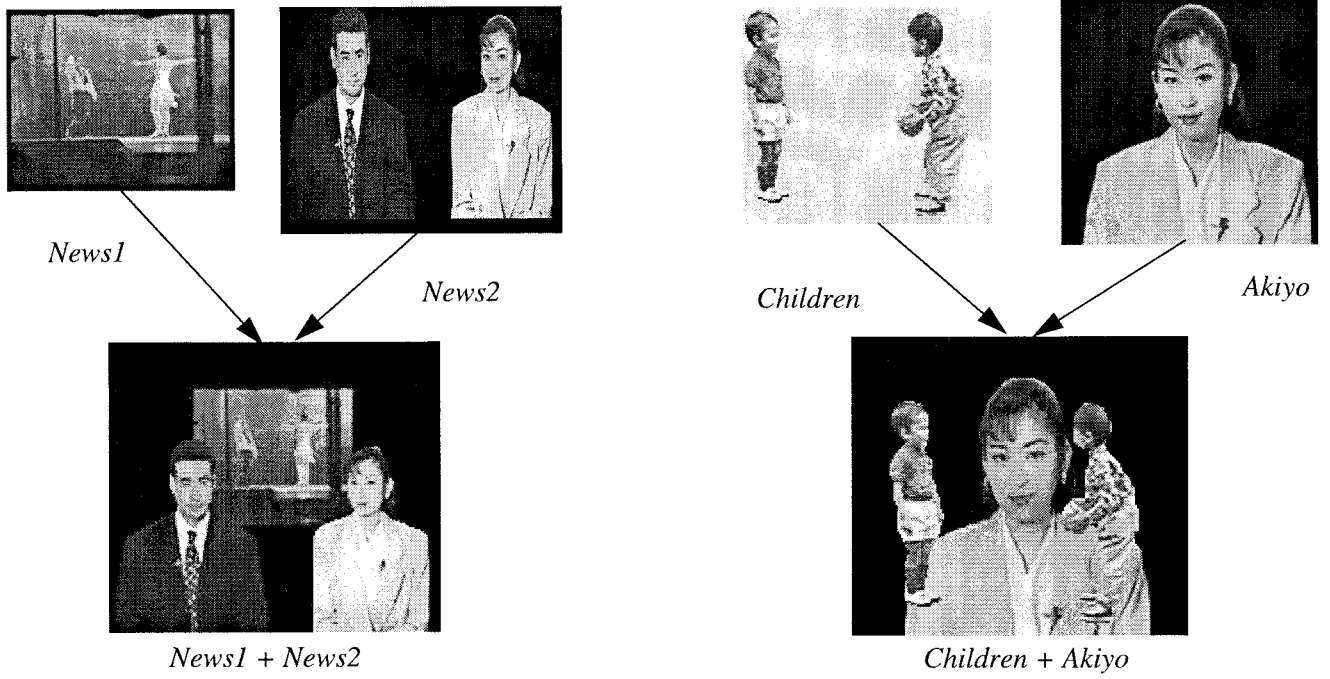 News1
News2
Children
Akiyo
News1 + News2
Children + Akiyo